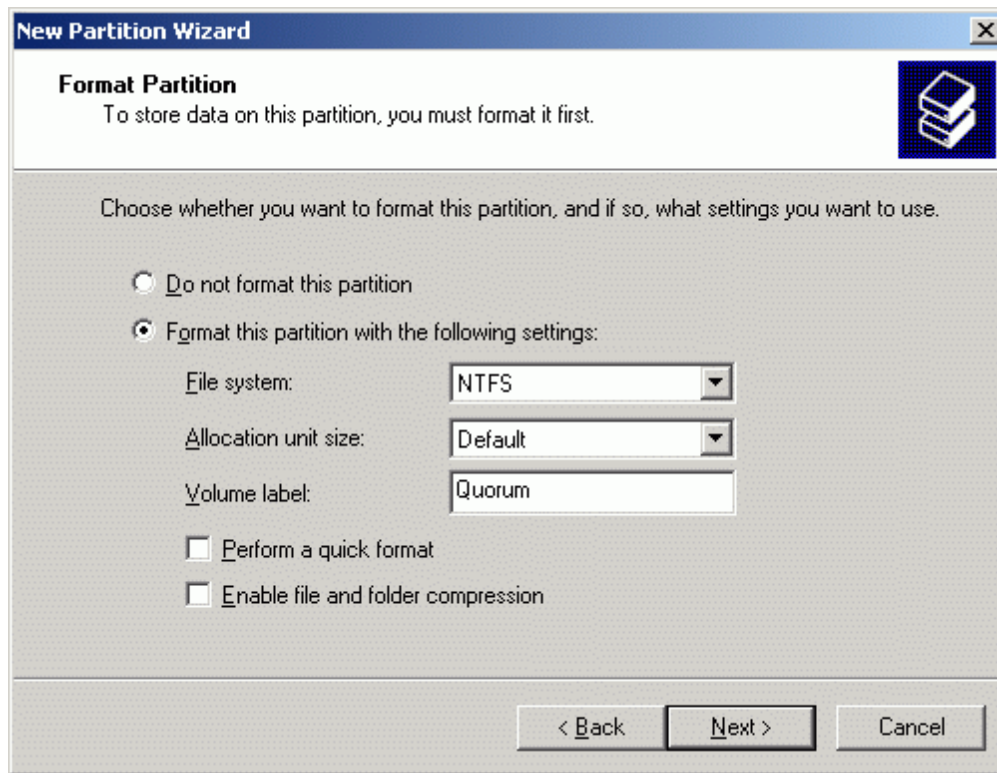 New Partition Wizard
Format Partition
To store data on this partition, you must format it first.
Choose whether you want to format this partition, and if so, what settings you want to use.
Do not format this partition
Format this partition with the following settings:
File system: NTFS
Allocation unit size: Default
Volume label: Quorum
Perform a quick format
Enable file and folder compression
< Back Next > Cancel